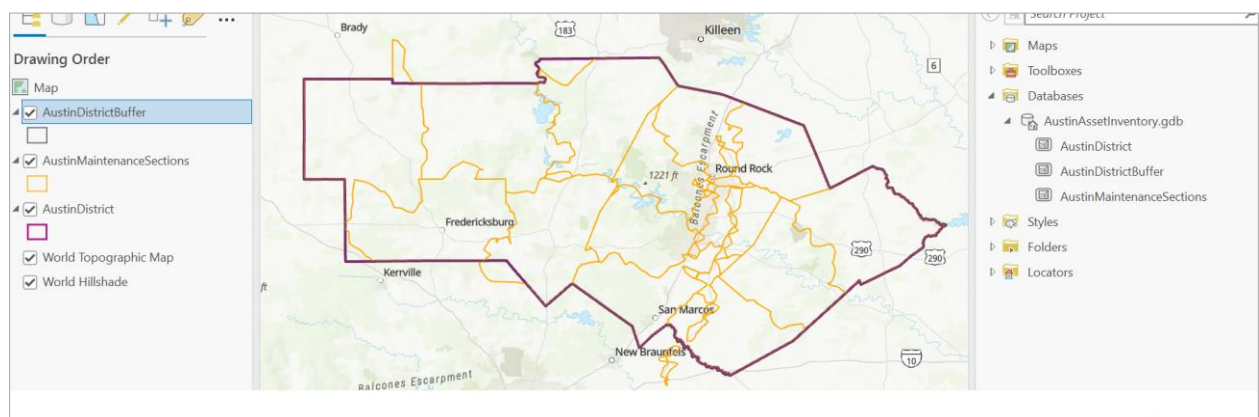 Search Project
Drawing Order
Map
AustinDistrictBuffer
AustinMaintenanceSections
AustinDistrict
World Topographic Map
World Hillshade
Brady
183
Killeen
6
Balcones Escarpment
Round Rock
1221 ft
Fredericksburg
290
290
Kerrville
ft
San Marcos
New Braunfels
10
Balcones Escarpment
Maps
Toolboxes
Databases
AustinAssetInventory.gdb
AustinDistrict
AustinDistrictBuffer
AustinMaintenanceSections
Styles
Folders
Locators